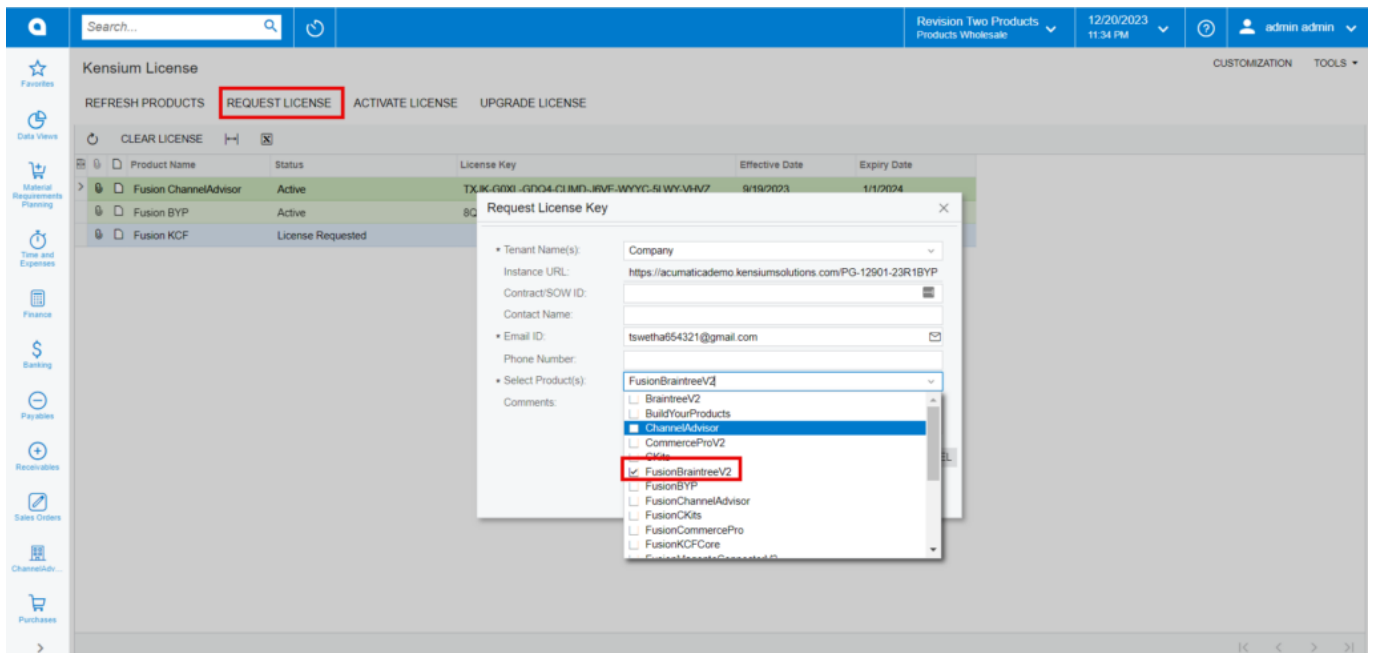 Search...
Revision Two Products
Products Wholesale
12/20/2023
11:34 PM
admin admin
Favorites
Data Views
Material Requirements Planning
Time and Expenses
Finance
Banking
Payables
Receivables
Sales Orders
ChannelAdv...
Purchases
Kensium License
CUSTOMIZATION TOOLS
REFRESH PRODUCTS REQUEST LICENSE ACTIVATE LICENSE UPGRADE LICENSE
CLEAR LICENSE
Product Name Status License Key Effective Date Expiry Date
Fusion ChannelAdvisor Active 9/19/2023 1/1/2024
Fusion BYP Active 8Q
Fusion KCF License Requested
Request License Key
* Tenant Name(s): Company
Instance URL: https://acumaticademo.kensiumsolutions.com/PG-12901-23R1BYP
Contract/SOW ID:
Contact Name:
* Email ID: tswetha654321@gmail.com
Phone Number:
* Select Product(s): FusionBraintreeV2
Comments:
BraintreeV2
BuildYourProducts
ChannelAdvisor
CommerceProV2
CKits
FusionBraintreeV2
FusionBYP
FusionChannelAdvisor
FusionCKits
FusionCommercePro
FusionKCFCore